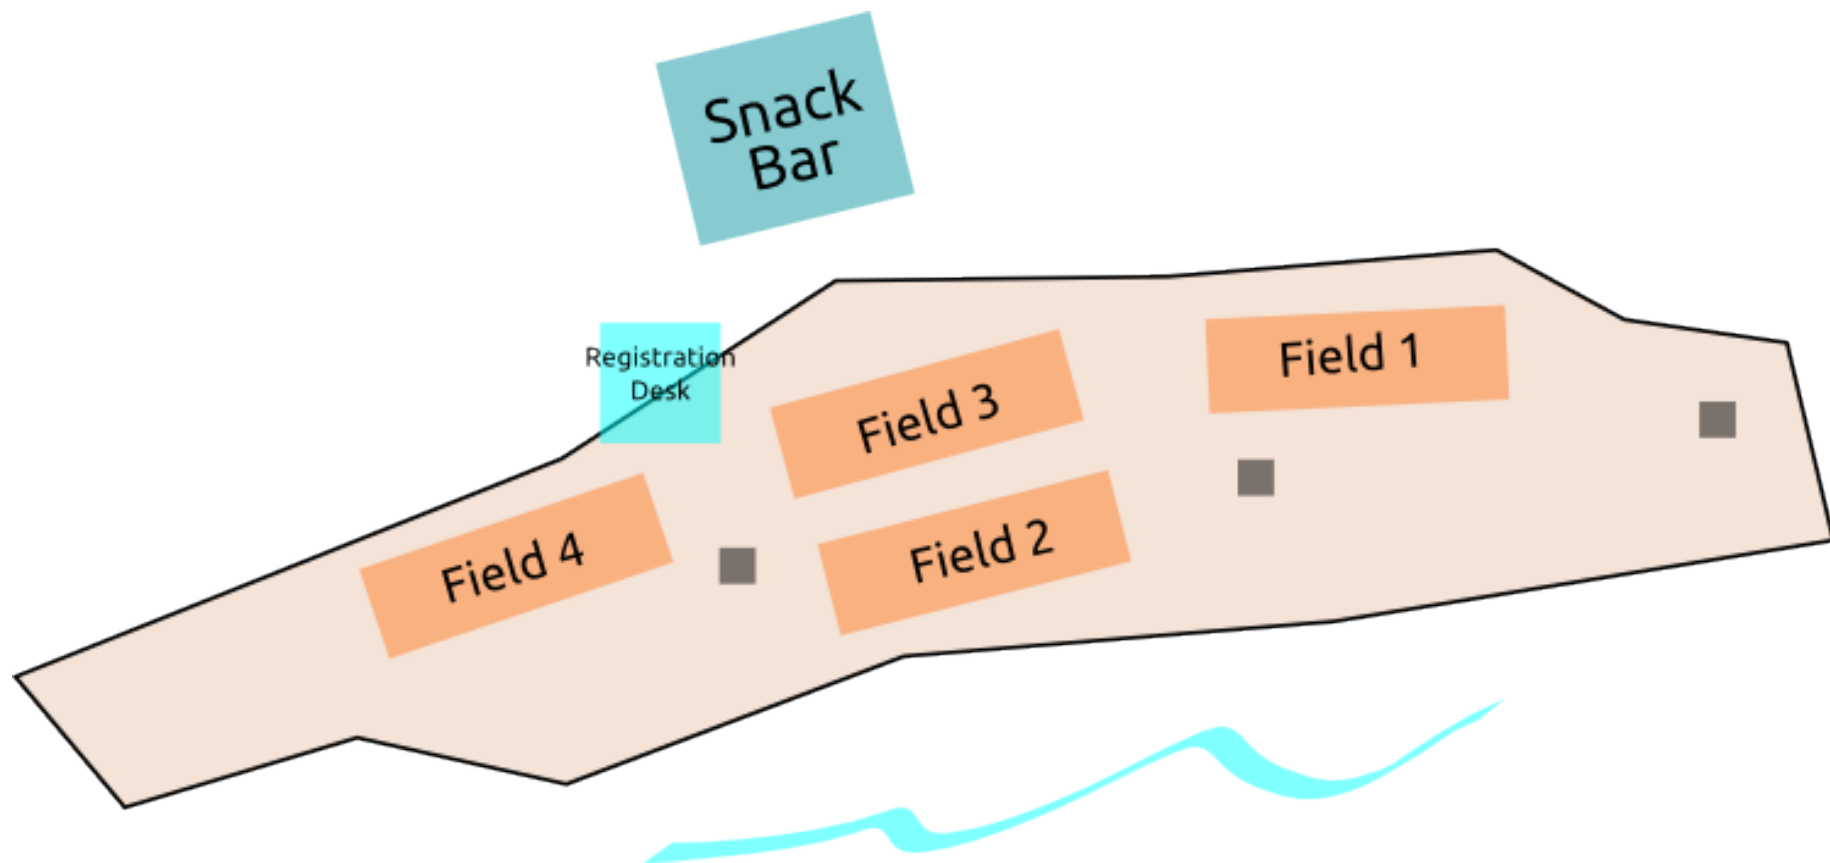 Snack
Bar
Registration
Desk
Field 1
Field 3
Field 2
Field 4